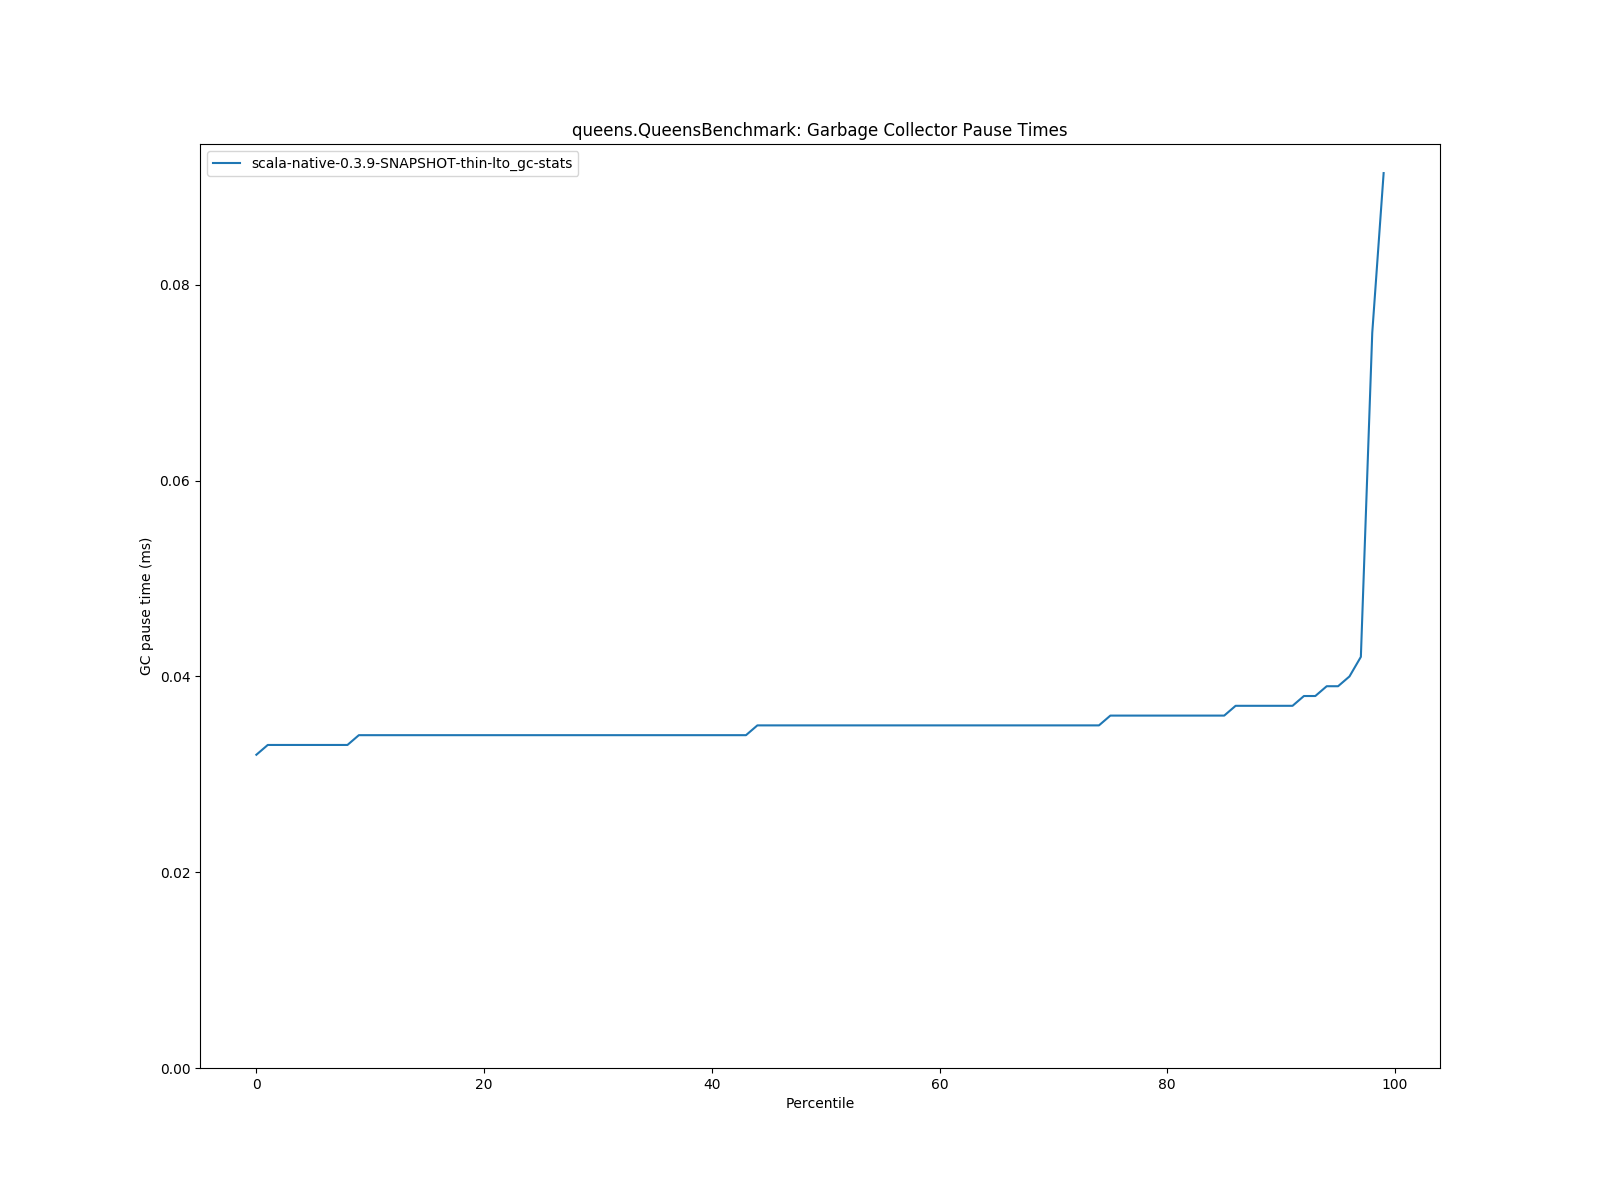 queens.QueensBenchmark: Garbage Collector Pause Times
scala-native-0.3.9-SNAPSHOT-thin-lto_gc-stats
0.08
0.06
0.04
0.02
0.00
GC pause time (ms)
0 20 40 60 80 100
Percentile